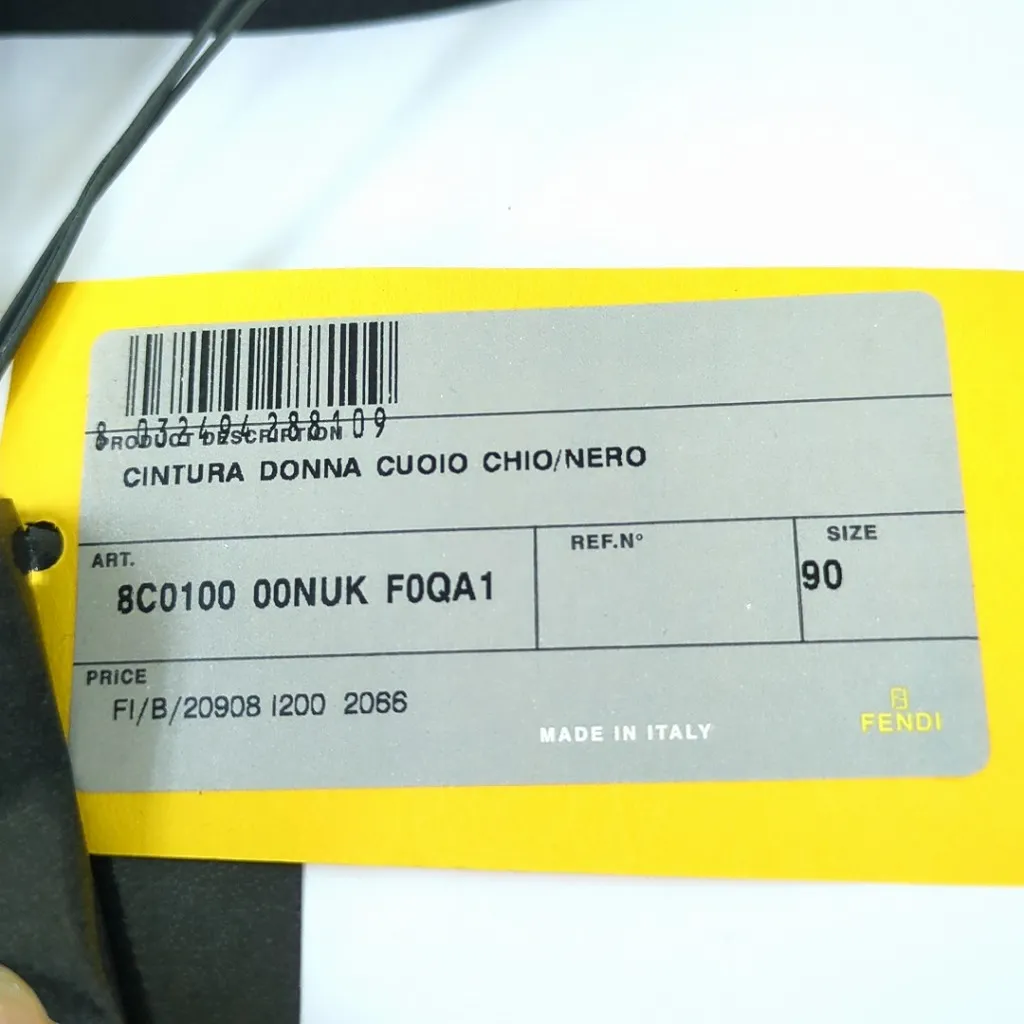 8 032494 288109
PRODUCT DESCRIPTION
CINTURA DONNA CUOIO CHIO/NERO
ART.
8C0100 00NUK F0QA1
REF.N°
SIZE
90
PRICE
FI/B/20908 I200 2066
MADE IN ITALY
FENDI